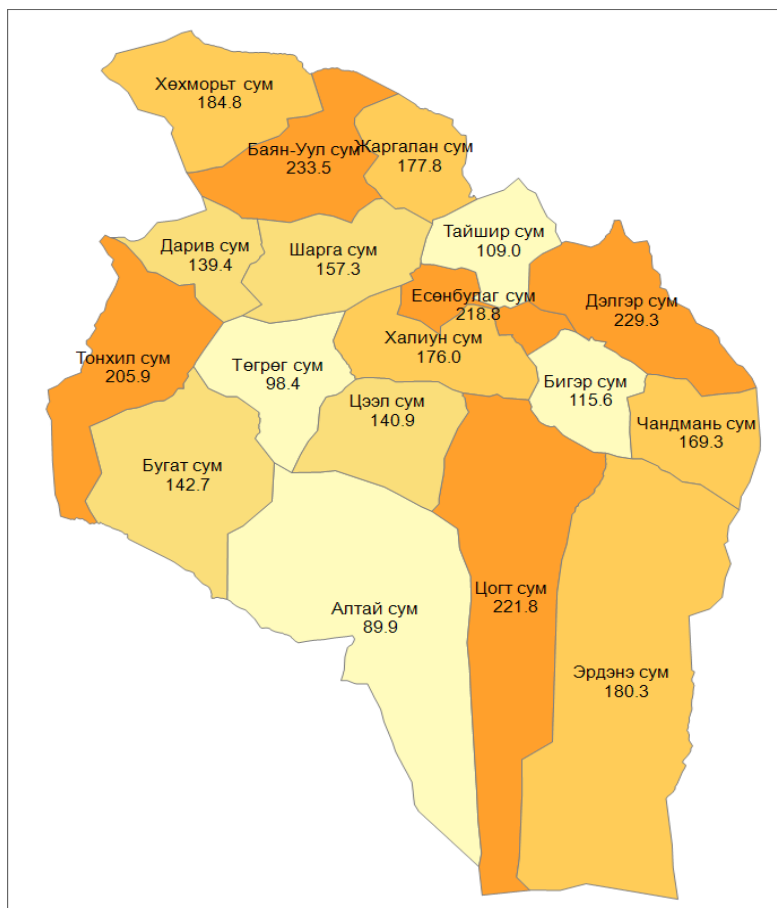 Хөхморьт сум
184.8
Баян-Уул сум
233.5
Жаргалан сум
177.8
Тайшир сум
109.0
Дарив сум
139.4
Шарга сум
157.3
Есөнбулаг сум
218.8
Дэлгэр сум
229.3
Тонхил сум
205.9
Төгрөг сум
98.4
Халиун сум
176.0
Бигэр сум
115.6
Цээл сум
140.9
Чандмань сум
169.3
Бугат сум
142.7
Алтай сум
89.9
Цогт сум
221.8
Эрдэнэ сум
180.3